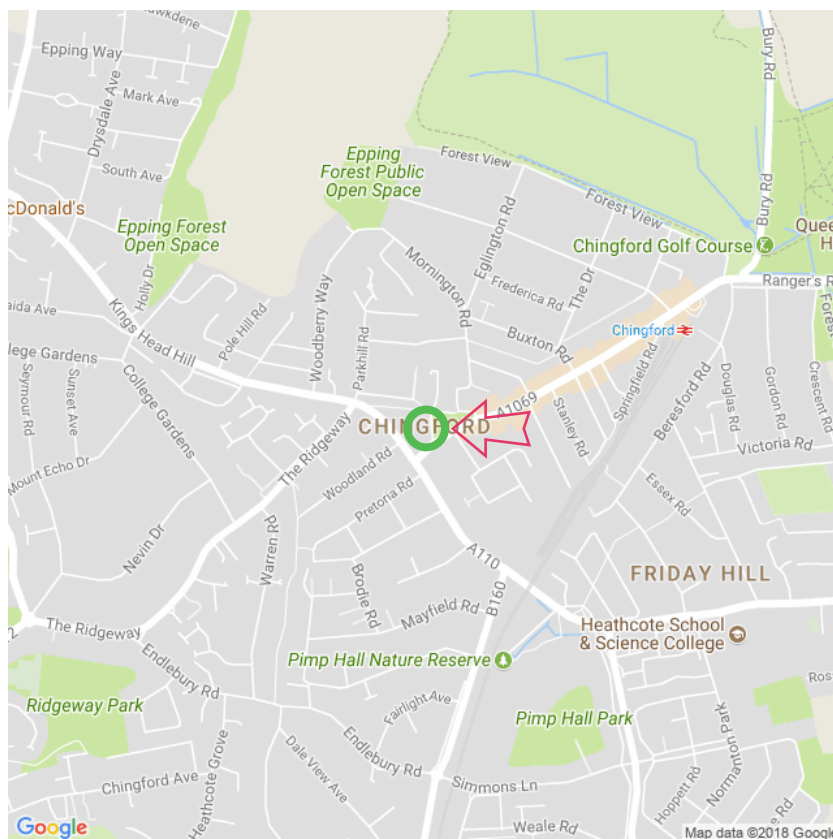 awkdene
Epping Way
Mark Ave
Drysdale Ave
South Ave
Bury Rd
Bury Rd
Epping
Forest Public
Open Space
Forest View
Forest View
cDonald's
Epping Forest
Open Space
Holly Dr
Eglington Rd
Mornington Rd
Frederica Rd
The Dr
Chingford Golf Course
Quee
H
Ranger's R
aida Ave
Kings Head Hill
Pole Hill Rd
Woodberry Way
Parkhill Rd
Buxton Rd
Chingford
Springfield Rd
Beresford Rd
Douglas Rd
Gordon Rd
Crescent Rd
Forest
llege Gardens
Seymour Rd
Sunset Ave
College Gardens
The Ridgeway
CHINGFORD
A1069
Stanley Rd
Victoria Rd
Mount Echo Dr
Woodland Rd
Pretoria Rd
Essex Rd
Nevin Dr
Warren Rd
Brodie Rd
A110
B160
FRIDAY HILL
Mayfield Rd
2
The Ridgeway
Endlebury Rd
Heathcote School
& Science College
Pimp Hall Nature Reserve
Ros
Ridgeway Park
Fairlight Ave
Pimp Hall Park
Normanton Park
Heathcote Grove
Dale View Ave
Endlebury Rd
Chingford Ave
Simmons Ln
Hoppett Rd
Weale Rd
e Rd
Google
Map data ©2018 Google